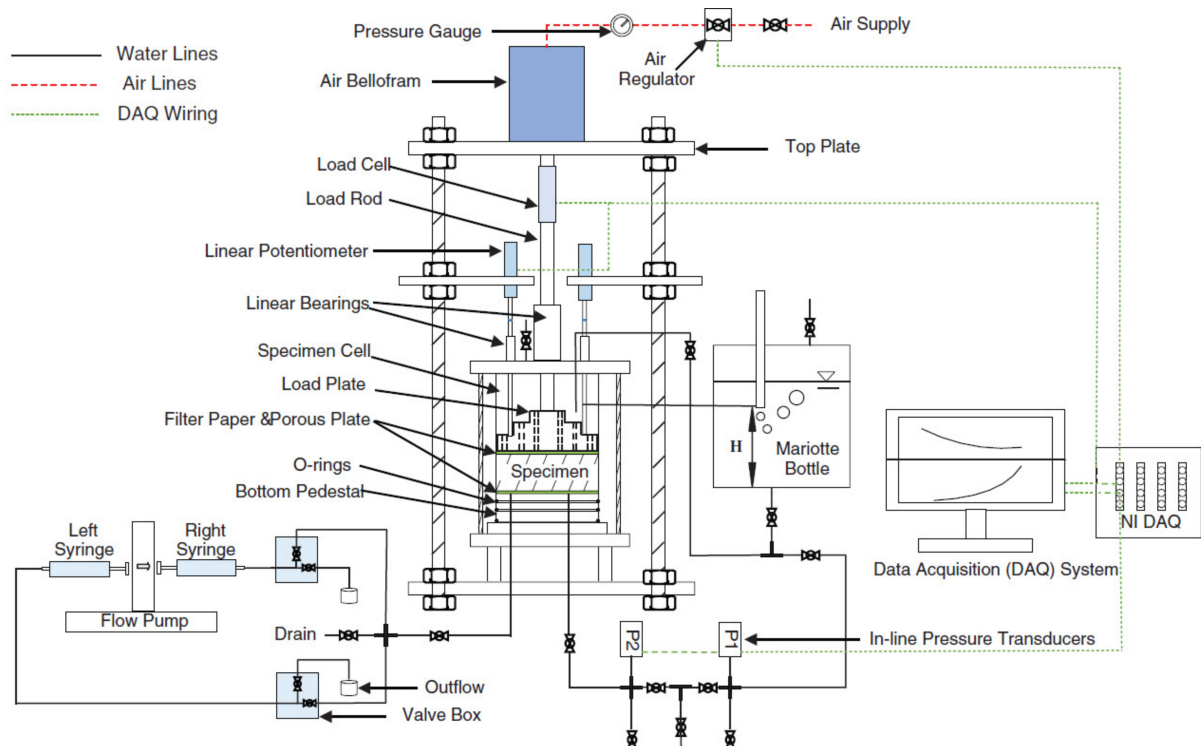 Pressure Gauge
Air Supply
Water Lines
Air
Regulator
Air Bellofram
Air Lines
DAQ Wiring
Top Plate
Load Cell
Load Rod
Linear Potentiometer
Linear Bearings
Specimen Cell
Load Plate
Filter Paper &Porous Plate
H
Mariotte
Bottle
Specimen
O-rings
Bottom Pedestal
NI DAQ
Left
Syringe
Right
Syringe
Data Acquisition (DAQ) System
Flow Pump
Drain
P2
P1
In-line Pressure Transducers
Outflow
Valve Box